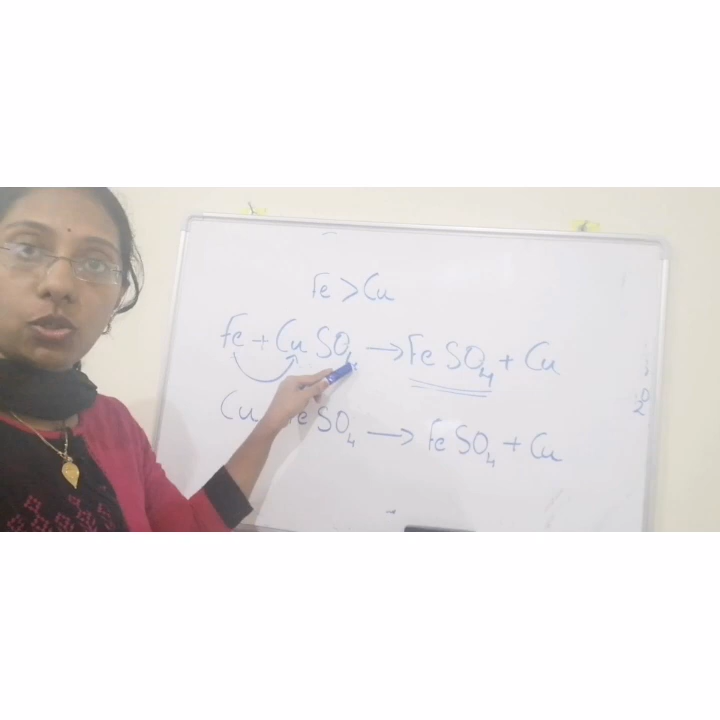 Fe > Cu
Fe + CuSO4 → FeSO4 + Cu
Cu eSO4 → FeSO4 + Cu